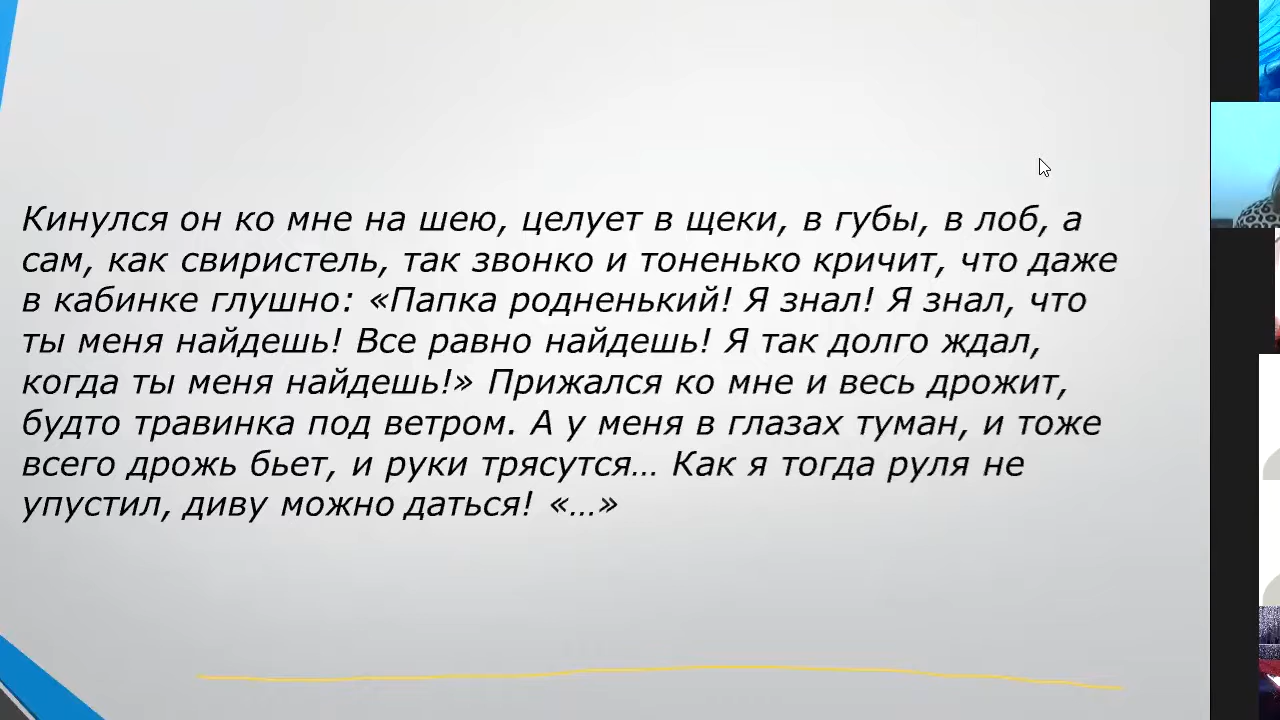 Кинулся он ко мне на шею, целует в щеки, в губы, в лоб, а
сам, как свиристель, так звонко и тоненько кричит, что даже
в кабинке глушно: «Папка родненький! Я знал! Я знал, что
ты меня найдешь! Все равно найдешь! Я так долго ждал,
когда ты меня найдешь!» Прижался ко мне и весь дрожит,
будто травинка под ветром. А у меня в глазах туман, и тоже
всего дрожь бьет, и руки трясутся… Как я тогда руля не
упустил, диву можно даться! «…»